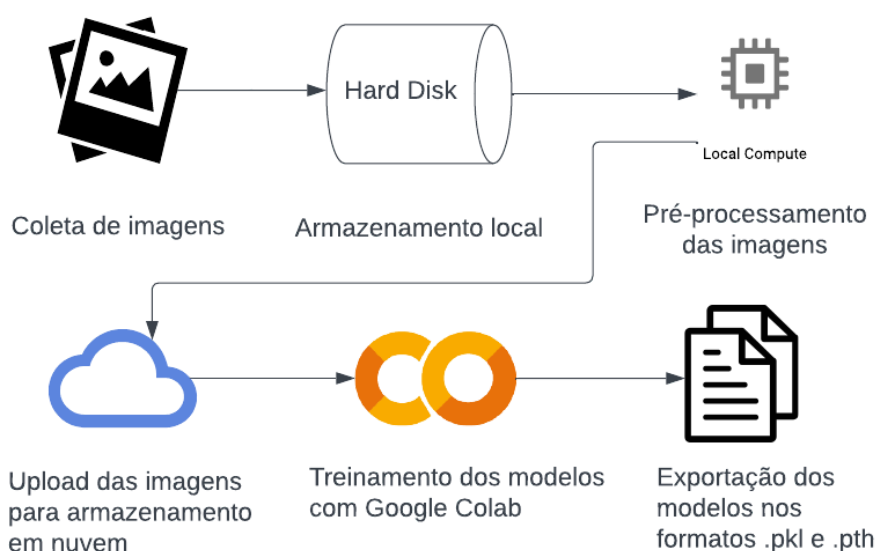 Hard Disk
Local Compute
Coleta de imagens
Armazenamento local
Pré-processamento
das imagens
Upload das imagens
para armazenamento
em nuvem
Treinamento dos modelos
com Google Colab
Exportação dos
modelos nos
formatos .pkl e .pth